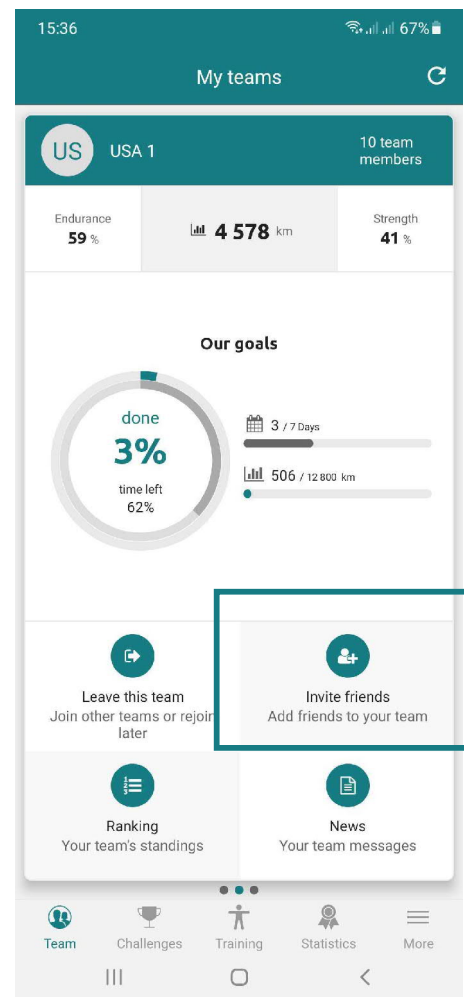 15:36
67%
My teams
US
USA 1
10 team
members
Endurance
59 %
4 578 km
Strength
41 %
Our goals
done
3%
time left
62%
3 / 7 Days
506 / 12 800 km
Leave this team
Join other teams or rejoin
later
Invite friends
Add friends to your team
Ranking
Your team's standings
News
Your team messages
Team
Challenges
Training
Statistics
More